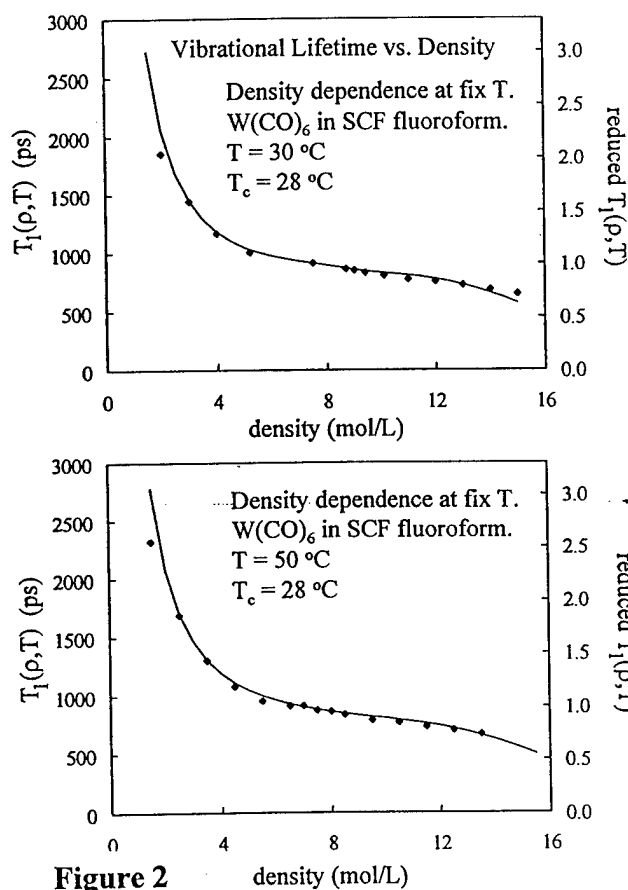 Vibrational Lifetime vs. Density
Density dependence at fix T.
W(CO)6 in SCF fluoroform.
T = 30 °C
Tc = 28 °C
T1(ρ,T) (ps)
3000
2500
2000
1500
1000
500
0
reduced T1(ρ,T)
3.0
2.5
2.0
1.5
1.0
0.5
0.0
0 4 8 12 16
density (mol/L)
Density dependence at fix T.
W(CO)6 in SCF fluoroform.
T = 50 °C
Tc = 28 °C
T1(ρ,T) (ps)
3000
2500
2000
1500
1000
500
0
reduced T1(ρ,T)
3.0
2.5
2.0
1.5
1.0
0.5
0.0
0 4 8 12 16
density (mol/L)
Figure 2